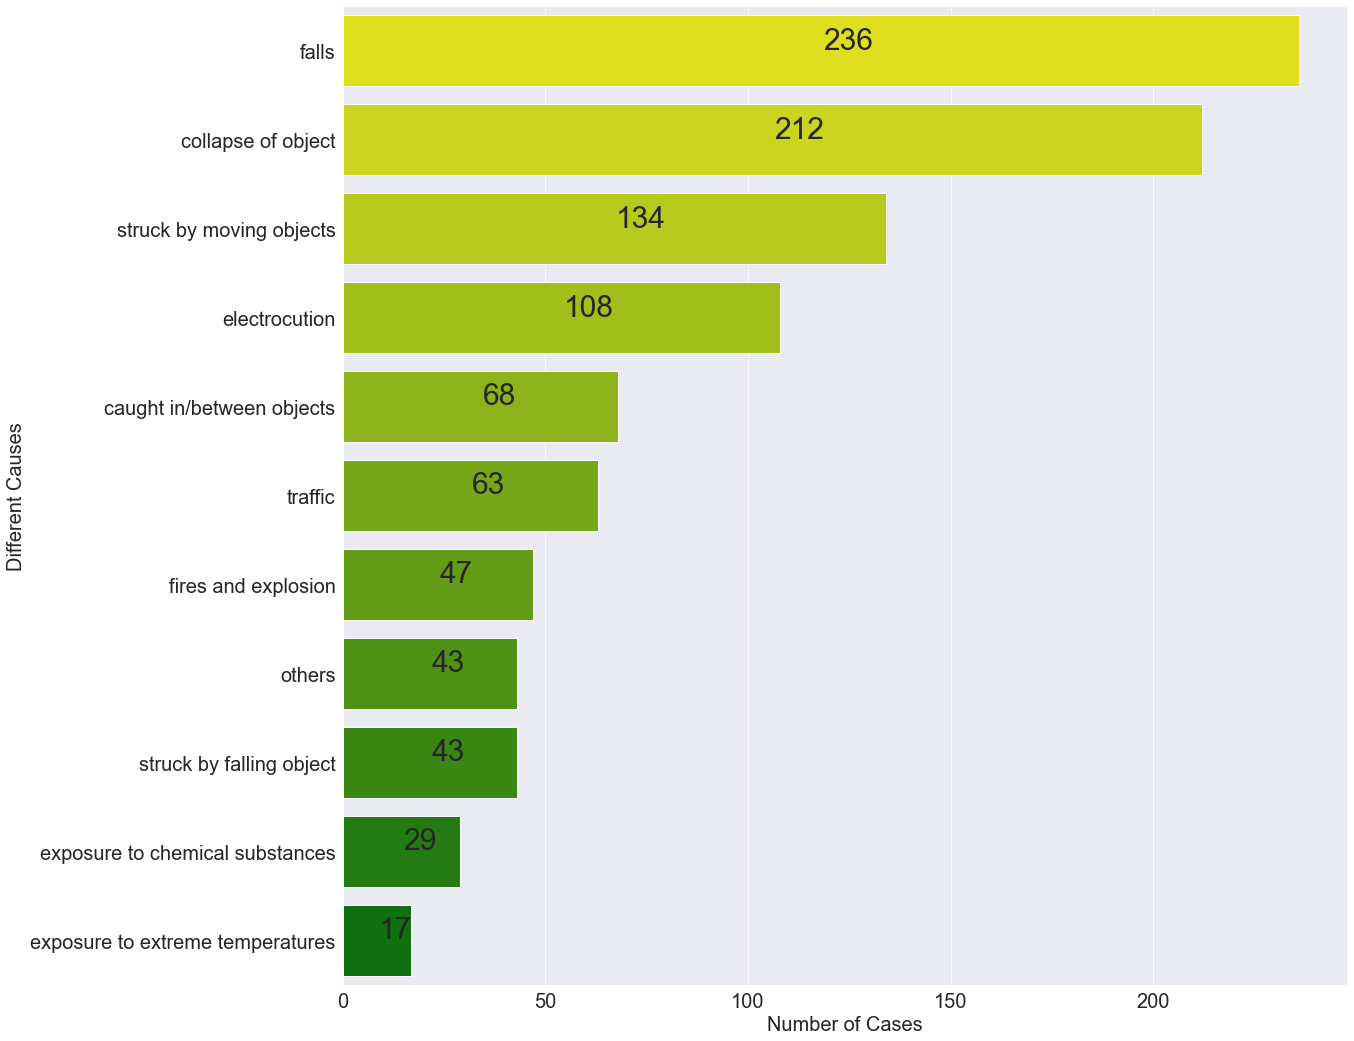 Different Causes
falls
236
collapse of object
212
struck by moving objects
134
electrocution
108
caught in/between objects
68
traffic
63
fires and explosion
47
others
43
struck by falling object
43
exposure to chemical substances
29
exposure to extreme temperatures
17
0 50 100 150 200
Number of Cases